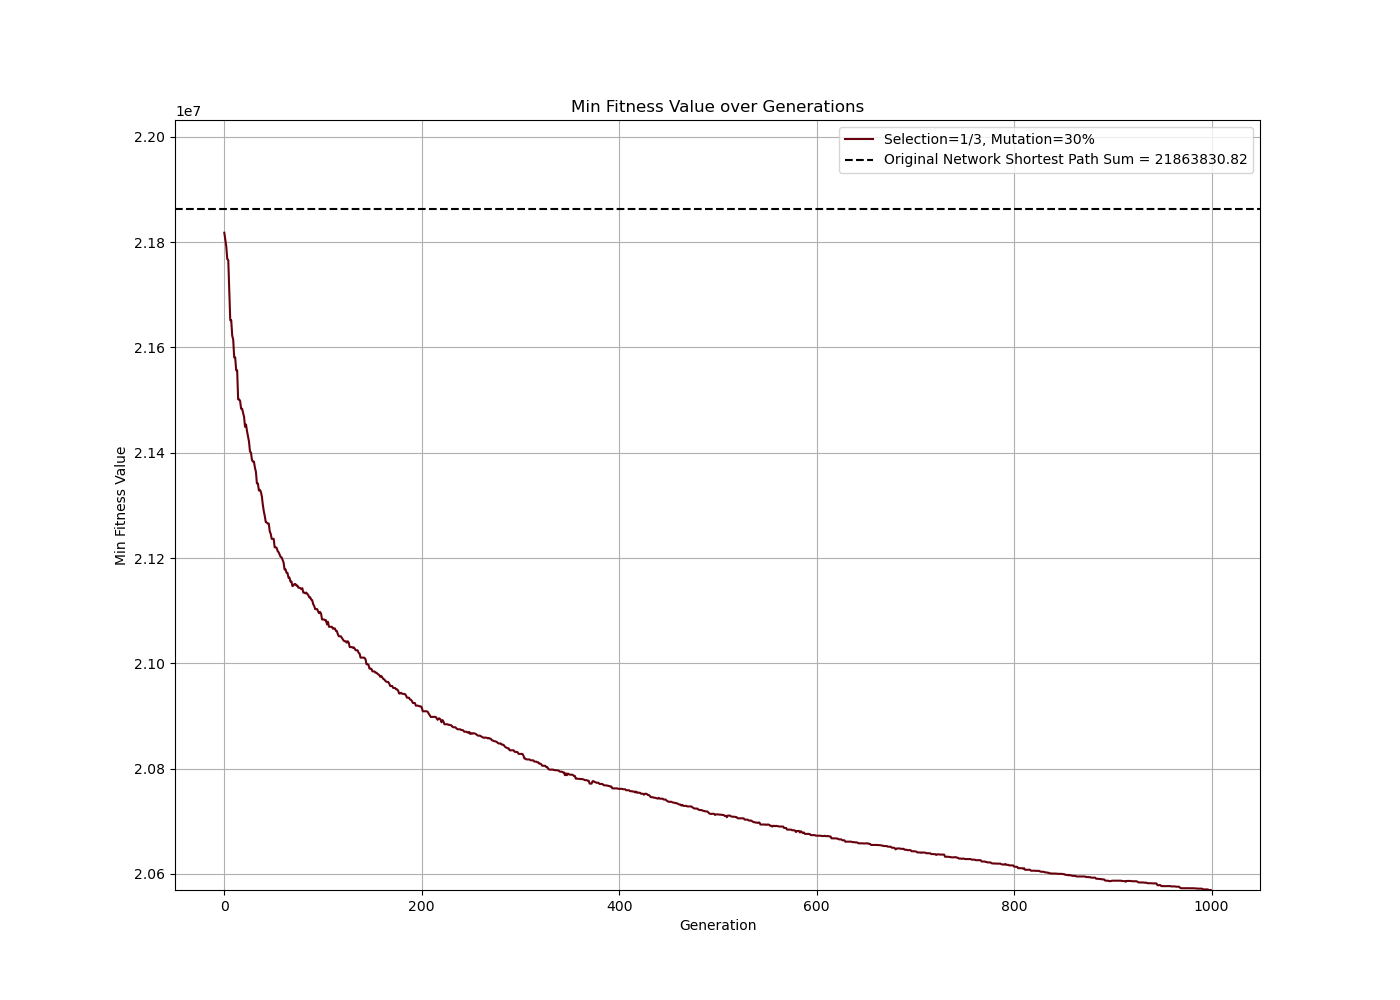 Min Fitness Value over Generations
1e7
Selection=1/3, Mutation=30%
Original Network Shortest Path Sum = 21863830.82
2.20
2.18
2.16
2.14
2.12
2.10
2.08
2.06
Min Fitness Value
0
200
400
600
800
1000
Generation